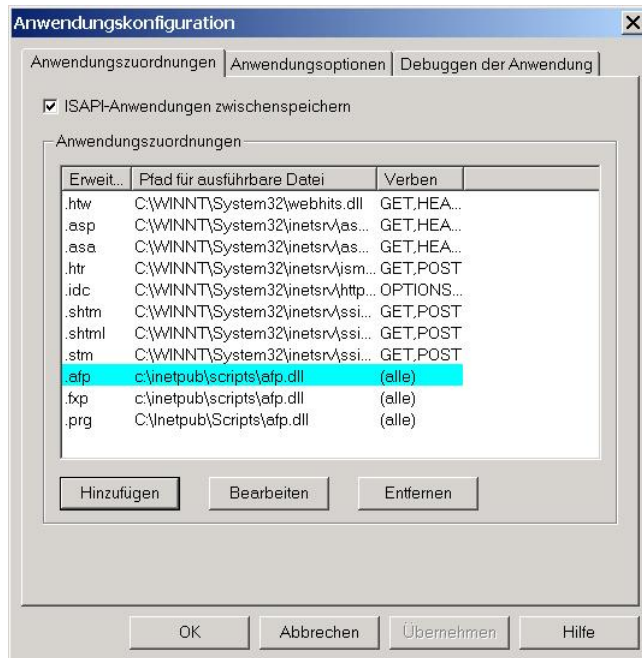 Anwendungskonfiguration
Anwendungszuordnungen Anwendungsoptionen Debuggen der Anwendung
ISAPI-Anwendungen zwischenspeichern
Anwendungszuordnungen
Erweit... Pfad für ausführbare Datei Verben
.htw C:\WINNT\System32\webhits.dll GET,HEA...
.asp C:\WINNT\System32\inetsrv\as... GET,HEA...
.asa C:\WINNT\System32\inetsrv\as... GET,HEA...
.htr C:\WINNT\System32\inetsrv\ism... GET,POST
.idc C:\WINNT\System32\inetsrv\http... OPTIONS...
.shtm C:\WINNT\System32\inetsrv\ssi... GET,POST
.shtml C:\WINNT\System32\inetsrv\ssi... GET,POST
.stm C:\WINNT\System32\inetsrv\ssi... GET,POST
.afp c:\inetpub\scripts\afp.dll (alle)
.fxp c:\inetpub\scripts\afp.dll (alle)
.prg C:\Inetpub\Scripts\afp.dll (alle)
Hinzufügen Bearbeiten Entfernen
OK Abbrechen Übernehmen Hilfe